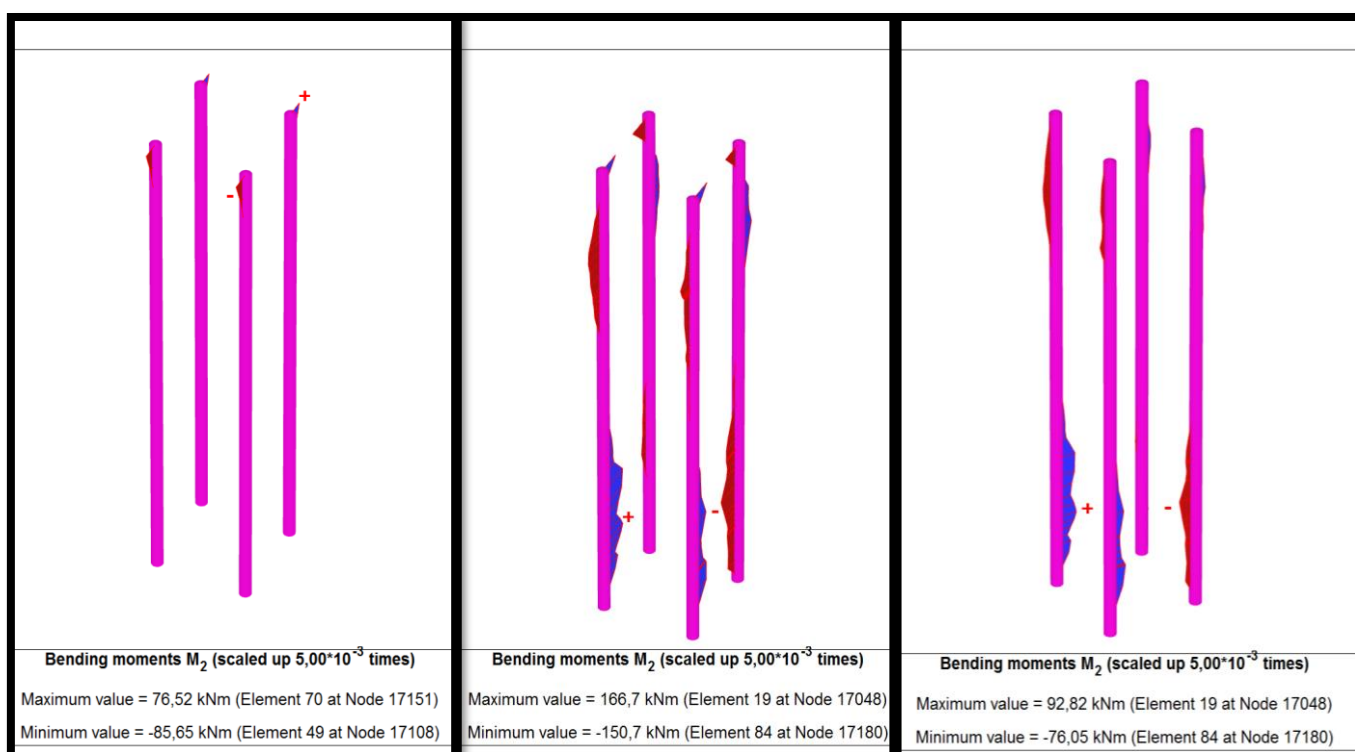 +
-
Bending moments M₂ (scaled up 5,00*10⁻³ times)
Maximum value = 76,52 kNm (Element 70 at Node 17151)
Minimum value = -85,65 kNm (Element 49 at Node 17108)
+
-
Bending moments M₂ (scaled up 5,00*10⁻³ times)
Maximum value = 166,7 kNm (Element 19 at Node 17048)
Minimum value = -150,7 kNm (Element 84 at Node 17180)
+
-
Bending moments M₂ (scaled up 5,00*10⁻³ times)
Maximum value = 92,82 kNm (Element 19 at Node 17048)
Minimum value = -76,05 kNm (Element 84 at Node 17180)